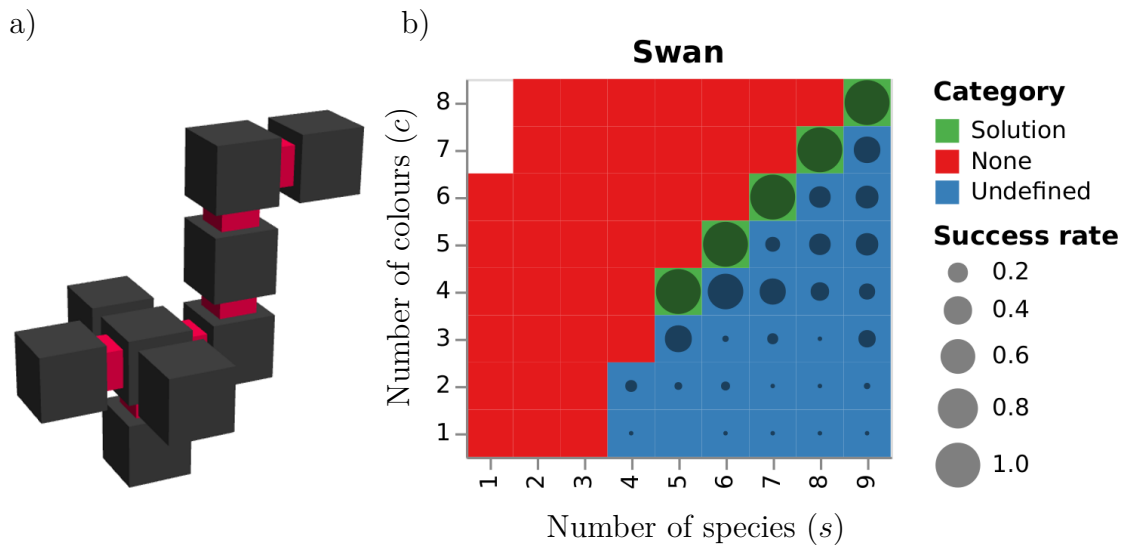 a)
b)
Swan
Number of colours (c)
8
7
6
5
4
3
2
1
1 2 3 4 5 6 7 8 9
Number of species (s)
Category
Solution
None
Undefined
Success rate
0.2
0.4
0.6
0.8
1.0